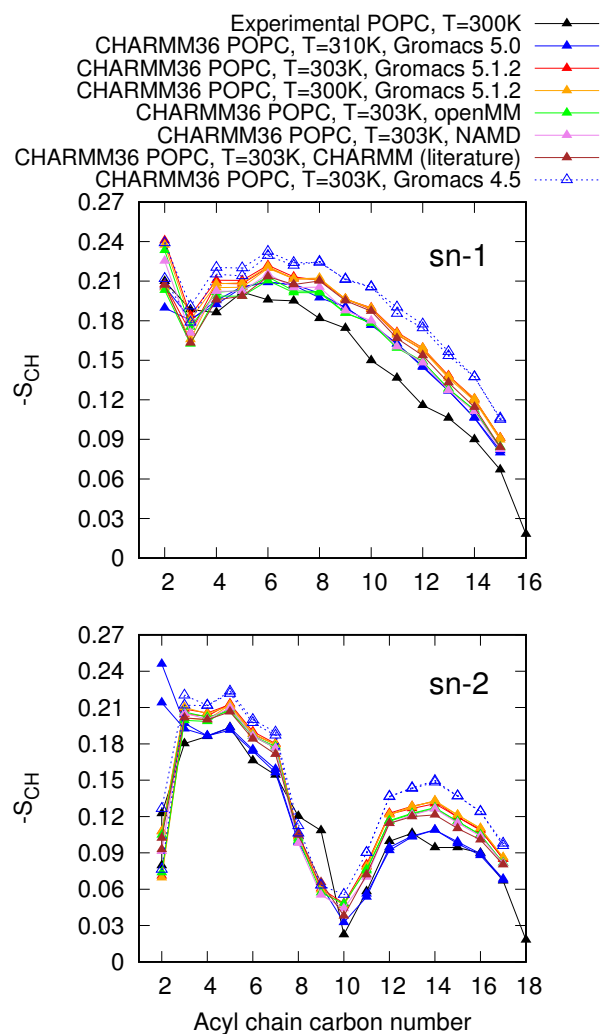 Experimental POPC, T=300K
CHARMM36 POPC, T=310K, Gromacs 5.0
CHARMM36 POPC, T=303K, Gromacs 5.1.2
CHARMM36 POPC, T=300K, Gromacs 5.1.2
CHARMM36 POPC, T=303K, openMM
CHARMM36 POPC, T=303K, NAMD
CHARMM36 POPC, T=303K, CHARMM (literature)
CHARMM36 POPC, T=303K, Gromacs 4.5
0.27
sn-1
0.24
0.21
0.18
0.15
-SCH
0.12
0.09
0.06
0.03
0
2 4 6 8 10 12 14 16
0.27
sn-2
0.24
0.21
0.18
0.15
-SCH
0.12
0.09
0.06
0.03
0
2 4 6 8 10 12 14 16 18
Acyl chain carbon number